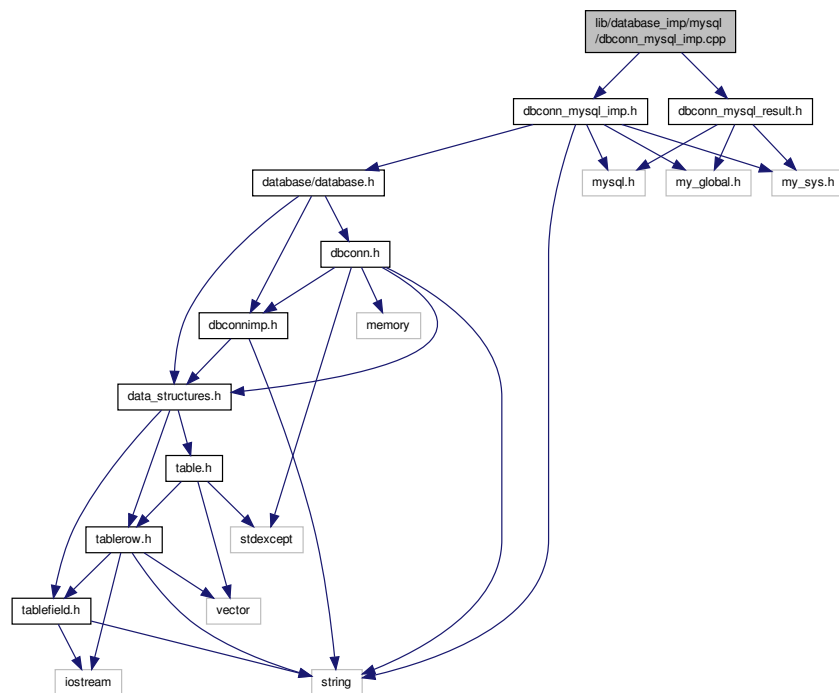 lib/database_imp/mysql
/dbconn_mysql_imp.cpp
dbconn_mysql_imp.h
dbconn_mysql_result.h
database/database.h
mysql.h
my_global.h
my_sys.h
dbconn.h
dbconnimp.h
memory
data_structures.h
table.h
tablerow.h
stdexcept
tablefield.h
vector
iostream
string